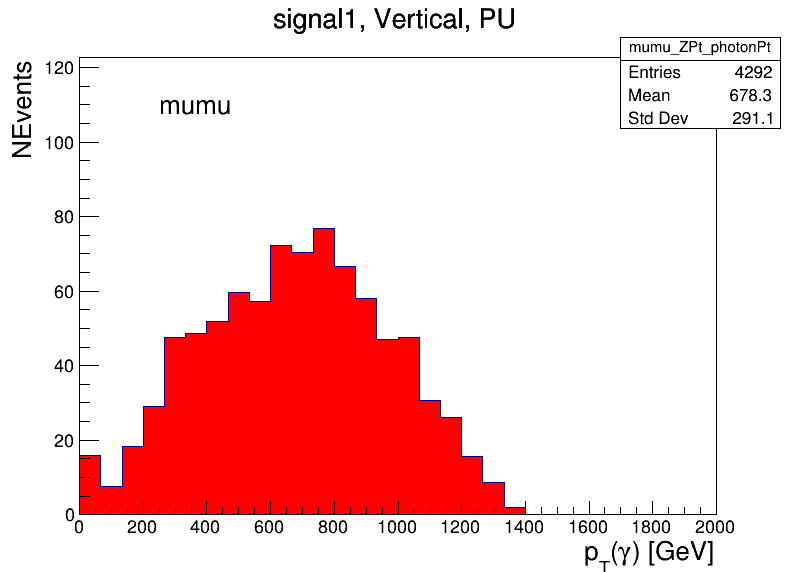 signal1, Vertical, PU
mumu_ZPt_photonPt
Entries 4292
Mean 678.3
Std Dev 291.1
NEvents
mumu
120
100
80
60
40
20
0
0 200 400 600 800 1000 1200 1400 1600 1800 2000
p_T(γ) [GeV]